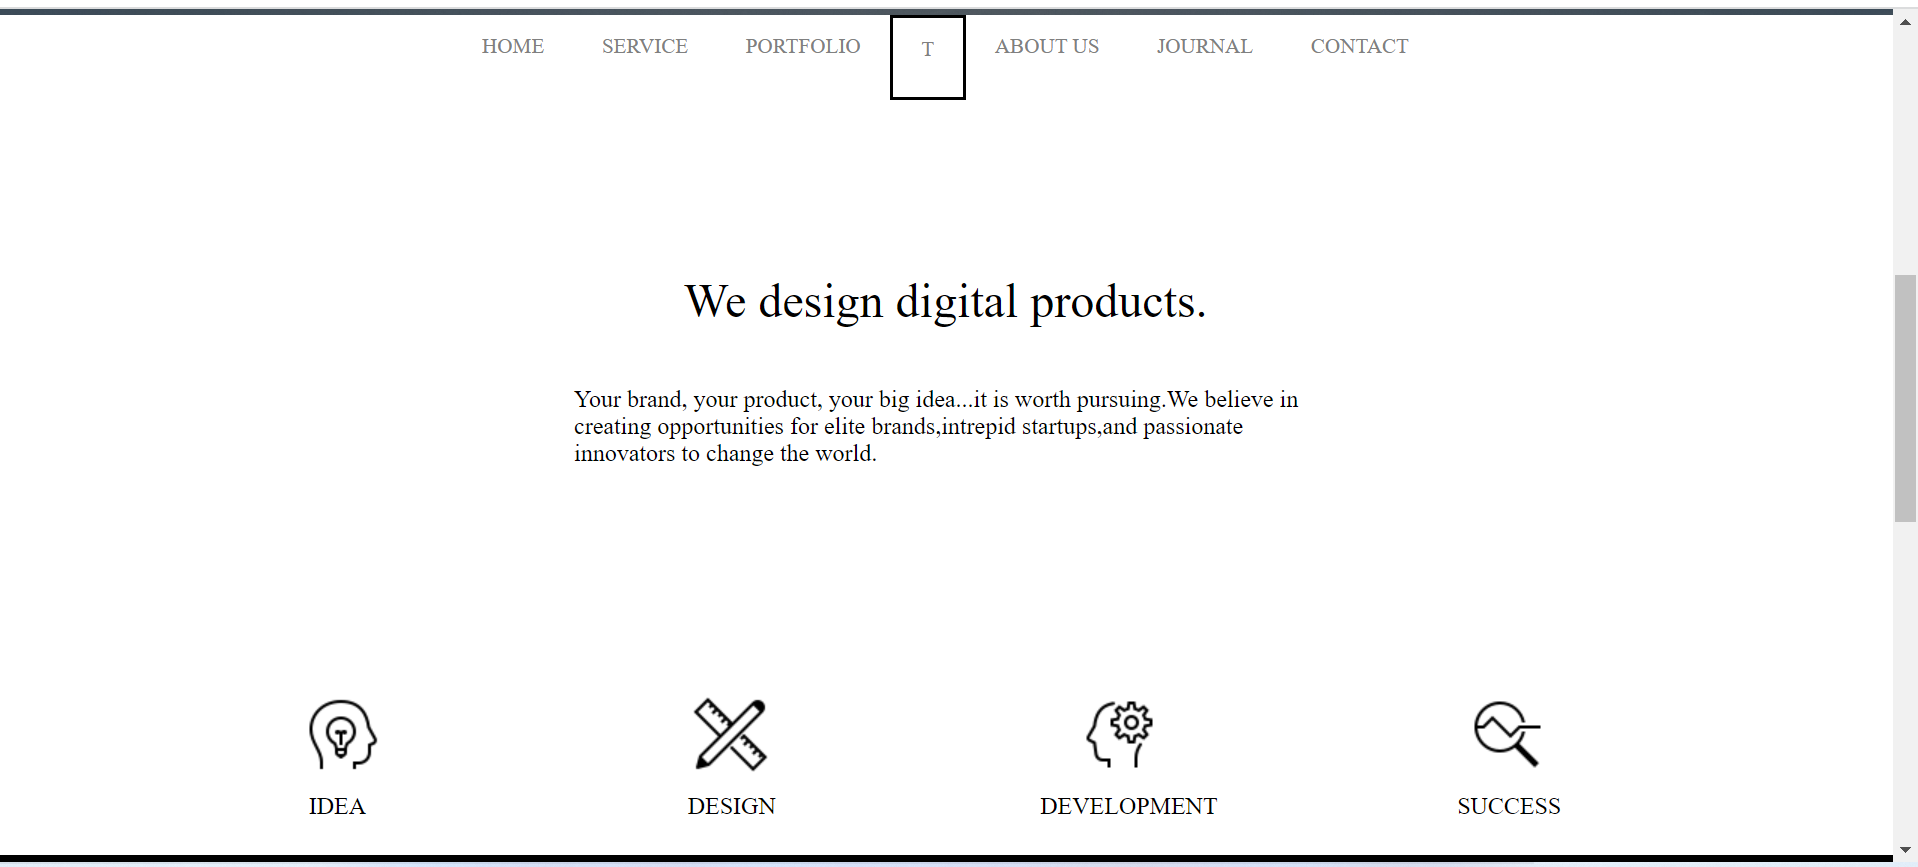 HOME SERVICE PORTFOLIO T ABOUT US JOURNAL CONTACT
We design digital products.
Your brand, your product, your big idea...it is worth pursuing.We believe in
creating opportunities for elite brands,intrepid startups,and passionate
innovators to change the world.
IDEA DESIGN DEVELOPMENT SUCCESS